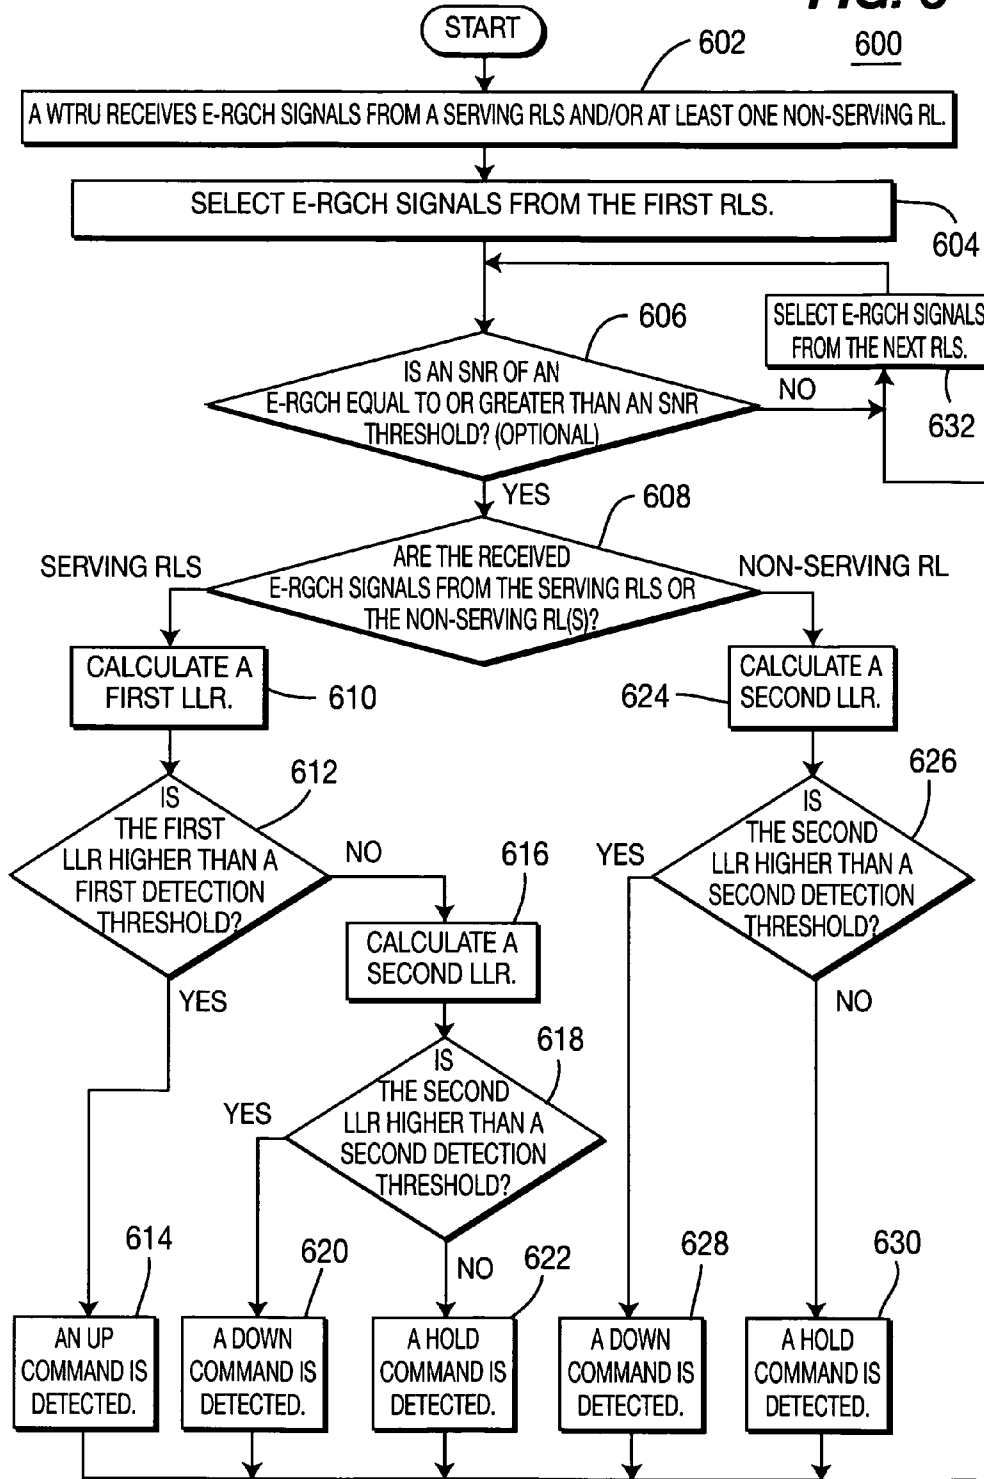 START
600
602
A WTRU RECEIVES E-RGCH SIGNALS FROM A SERVING RLS AND/OR AT LEAST ONE NON-SERVING RL.
SELECT E-RGCH SIGNALS FROM THE FIRST RLS.
604
606
IS AN SNR OF AN
E-RGCH EQUAL TO OR GREATER THAN AN SNR
THRESHOLD? (OPTIONAL)
NO
SELECT E-RGCH SIGNALS
FROM THE NEXT RLS.
632
YES
608
ARE THE RECEIVED
E-RGCH SIGNALS FROM THE SERVING RLS OR
THE NON-SERVING RL(S)?
SERVING RLS
NON-SERVING RL
CALCULATE A
FIRST LLR.
610
624
CALCULATE A
SECOND LLR.
612
IS
THE FIRST
LLR HIGHER THAN A
FIRST DETECTION
THRESHOLD?
NO
YES
616
CALCULATE A
SECOND LLR.
626
IS
THE SECOND
LLR HIGHER THAN A
SECOND DETECTION
THRESHOLD?
YES
NO
618
IS
THE SECOND
LLR HIGHER THAN A
SECOND DETECTION
THRESHOLD?
YES
NO
614
AN UP
COMMAND IS
DETECTED.
620
A DOWN
COMMAND IS
DETECTED.
622
A HOLD
COMMAND IS
DETECTED.
628
A DOWN
COMMAND IS
DETECTED.
630
A HOLD
COMMAND IS
DETECTED.